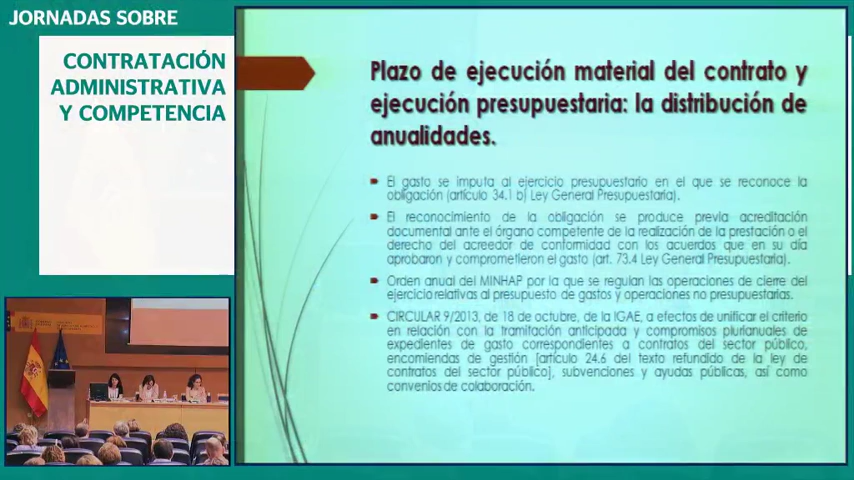 JORNADAS SOBRE
CONTRATACIÓN
ADMINISTRATIVA
Y COMPETENCIA
Plazo de ejecución material del contrato y
ejecución presupuestaria: la distribución de
anualidades.
El gasto se imputa al ejercicio presupuestario en el que se reconoce la
obligación (artículo 34.1 b) Ley General Presupuestaria).
El reconocimiento de la obligación se produce previa acreditación
documental ante el órgano competente de la realización de la prestación o el
derecho del acreedor de conformidad con los acuerdos que en su día
aprobaron y comprometieron el gasto (art. 73.4 Ley General Presupuestaria).
Orden anual del MINHAP por la que se regulan las operaciones de cierre del
ejercicio relativas al presupuesto de gastos y operaciones no presupuestarias.
CIRCULAR 9/2013, de 18 de octubre, de la IGAE, a efectos de unificar el criterio
en relación con la tramitación anticipada y compromisos plurianuales de
expedientes de gasto correspondientes a contratos del sector público,
encomiendas de gestión [artículo 24.6 del texto refundido de la ley de
contratos del sector público], subvenciones y ayudas públicas, así como
convenios de colaboración.